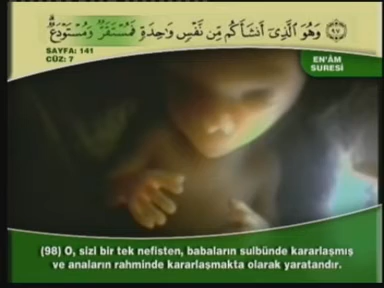 وَهُوَ الَّذِىٓ اَنْشَاَكُمْ مِنْ نَفْسٍ وَاحِدَةٍ فَمُسْتَقَرٌّ وَمُسْتَوْدَعٌ
SAYFA: 141
CÜZ: 7
EN'ÂM
SURESİ
(98) O, sizi bir tek nefisten, babaların sulbünde kararlaşmış
ve anaların rahminde kararlaşmakta olarak yaratandır.